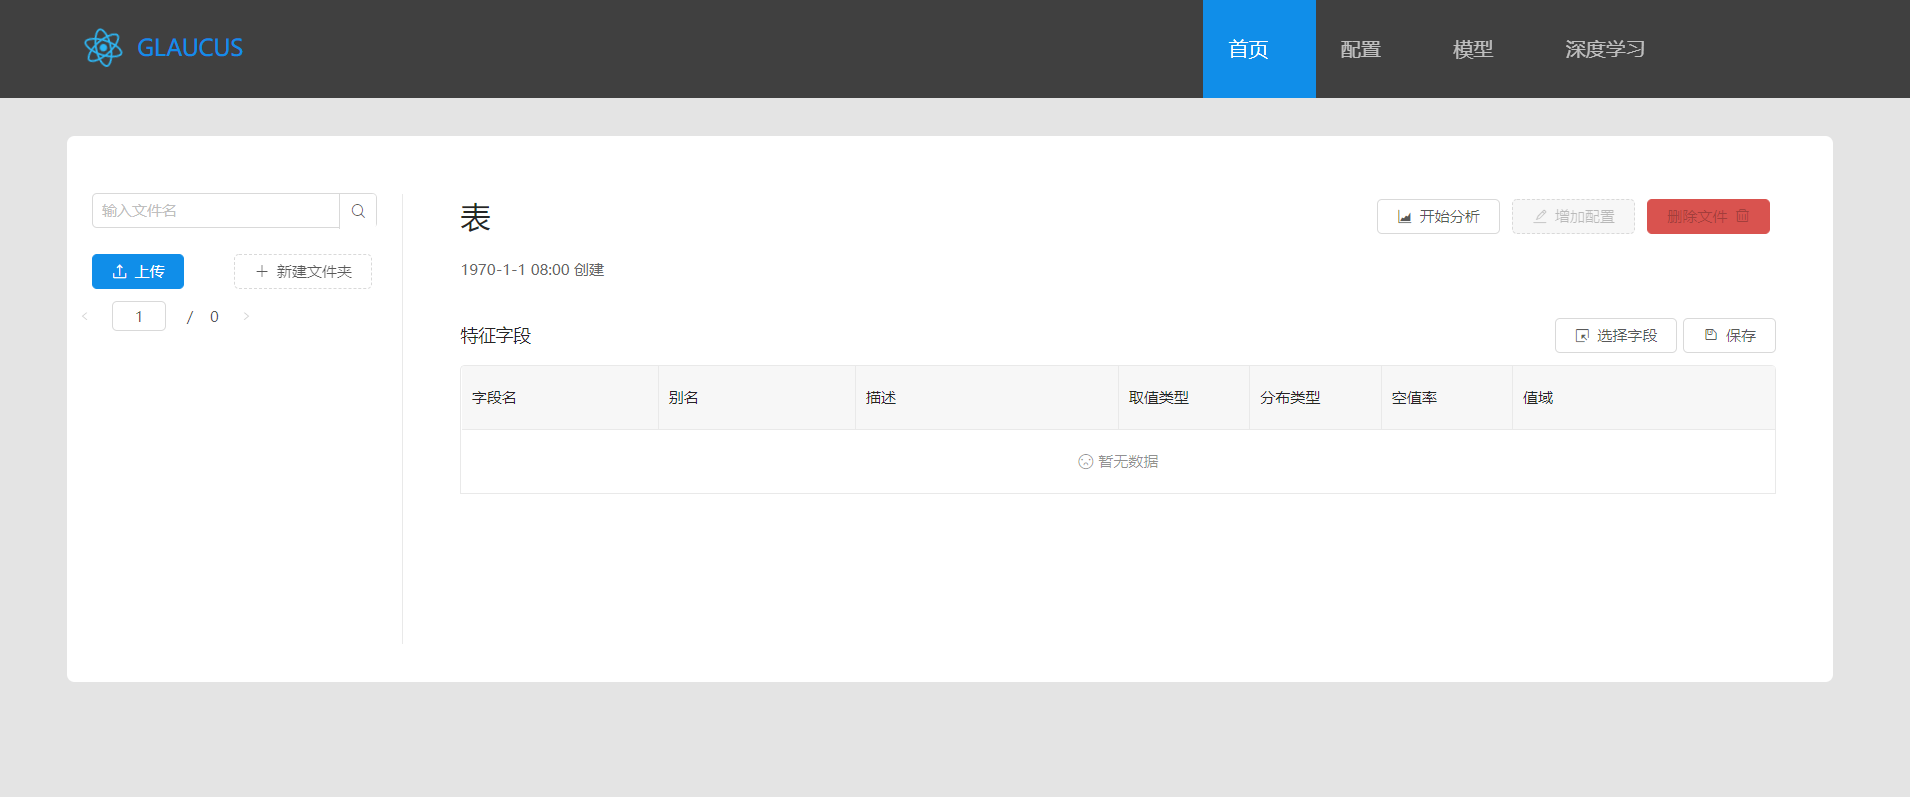 GLAUCUS
首页 配置 模型 深度学习
输入文件名
上传 新建文件夹
1 / 0
表
开始分析 增加配置 删除文件
1970-1-1 08:00 创建
特征字段
选择字段 保存
字段名 别名 描述 取值类型 分布类型 空值率 值域
暂无数据